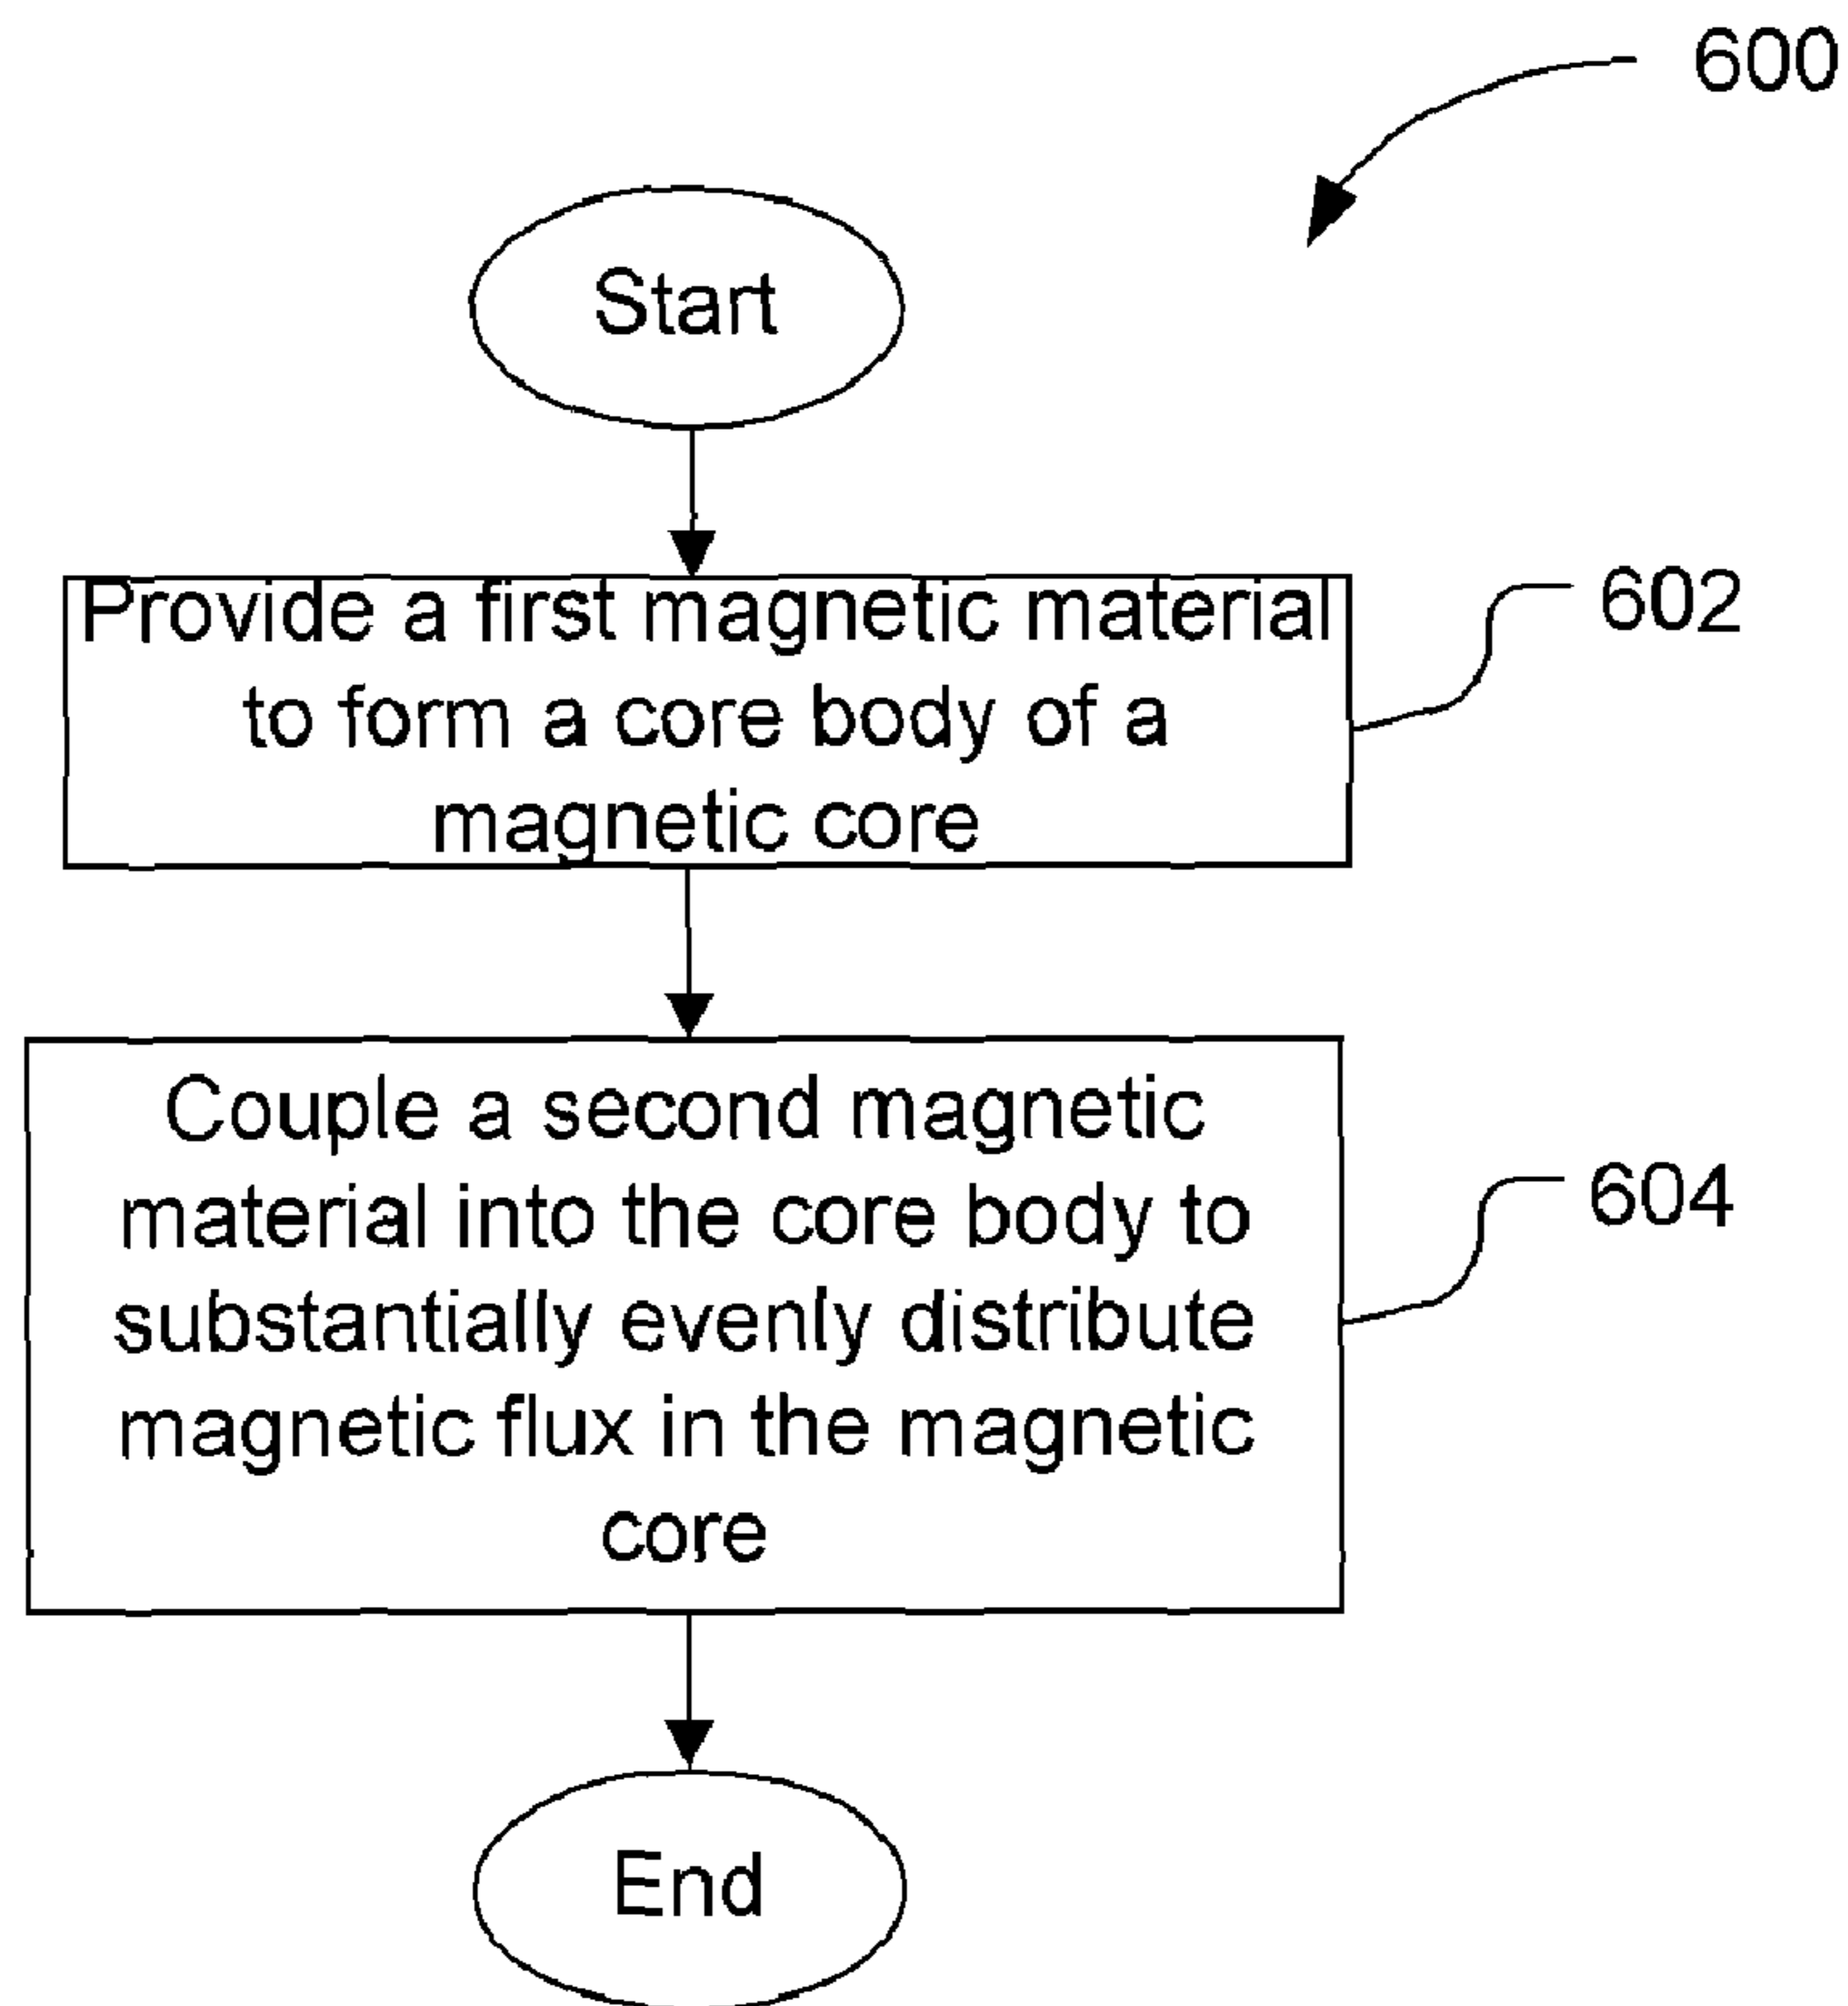 600
Start
Provide a first magnetic material
to form a core body of a
magnetic core
602
Couple a second magnetic
material into the core body to
substantially evenly distribute
magnetic flux in the magnetic
core
604
End